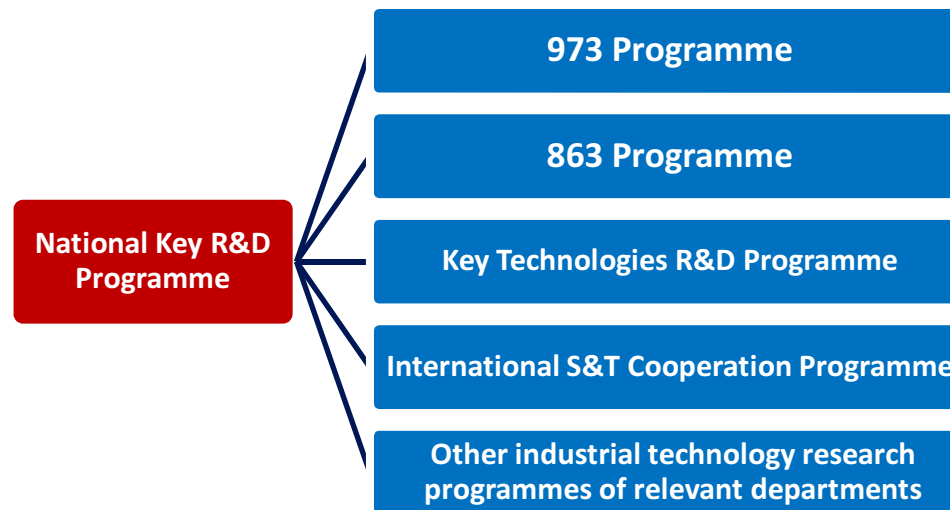 973 Programme
863 Programme
National Key R&D
Programme
Key Technologies R&D Programme
International S&T Cooperation Programme
Other industrial technology research
programmes of relevant departments